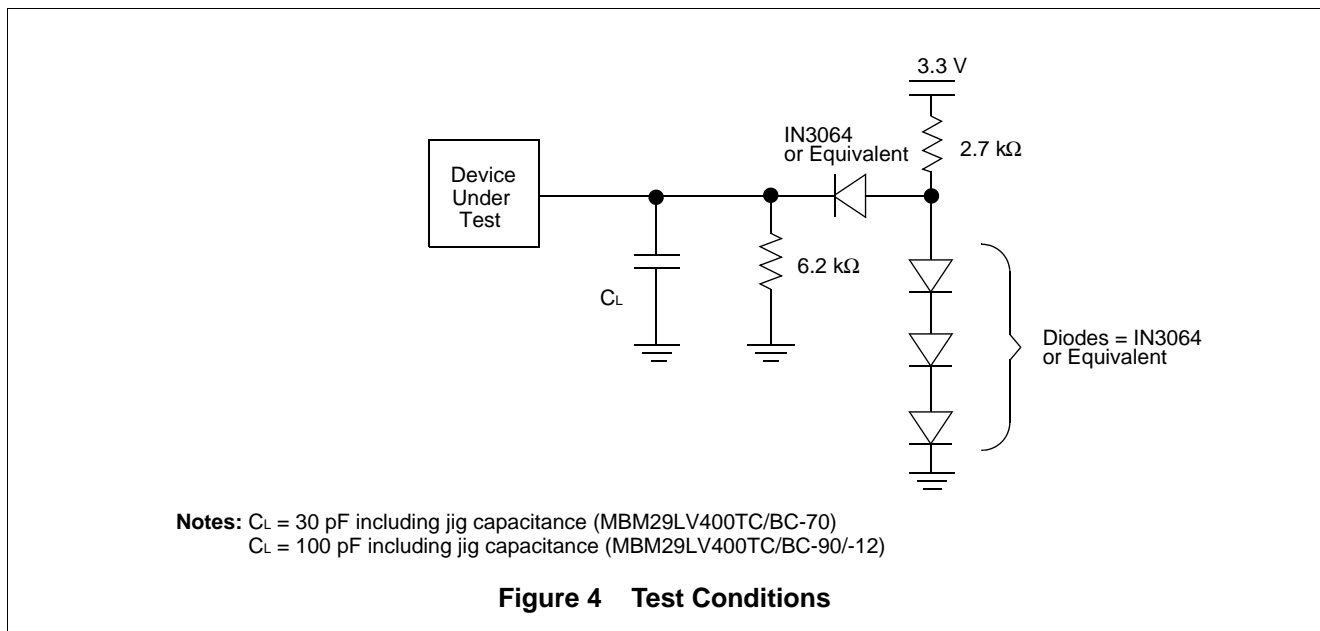 3.3 V
IN3064
or Equivalent
2.7 kΩ
Device
Under
Test
6.2 kΩ
CL
Diodes = IN3064
or Equivalent
Notes: CL = 30 pF including jig capacitance (MBM29LV400TC/BC-70)
CL = 100 pF including jig capacitance (MBM29LV400TC/BC-90/-12)
Figure 4 Test Conditions